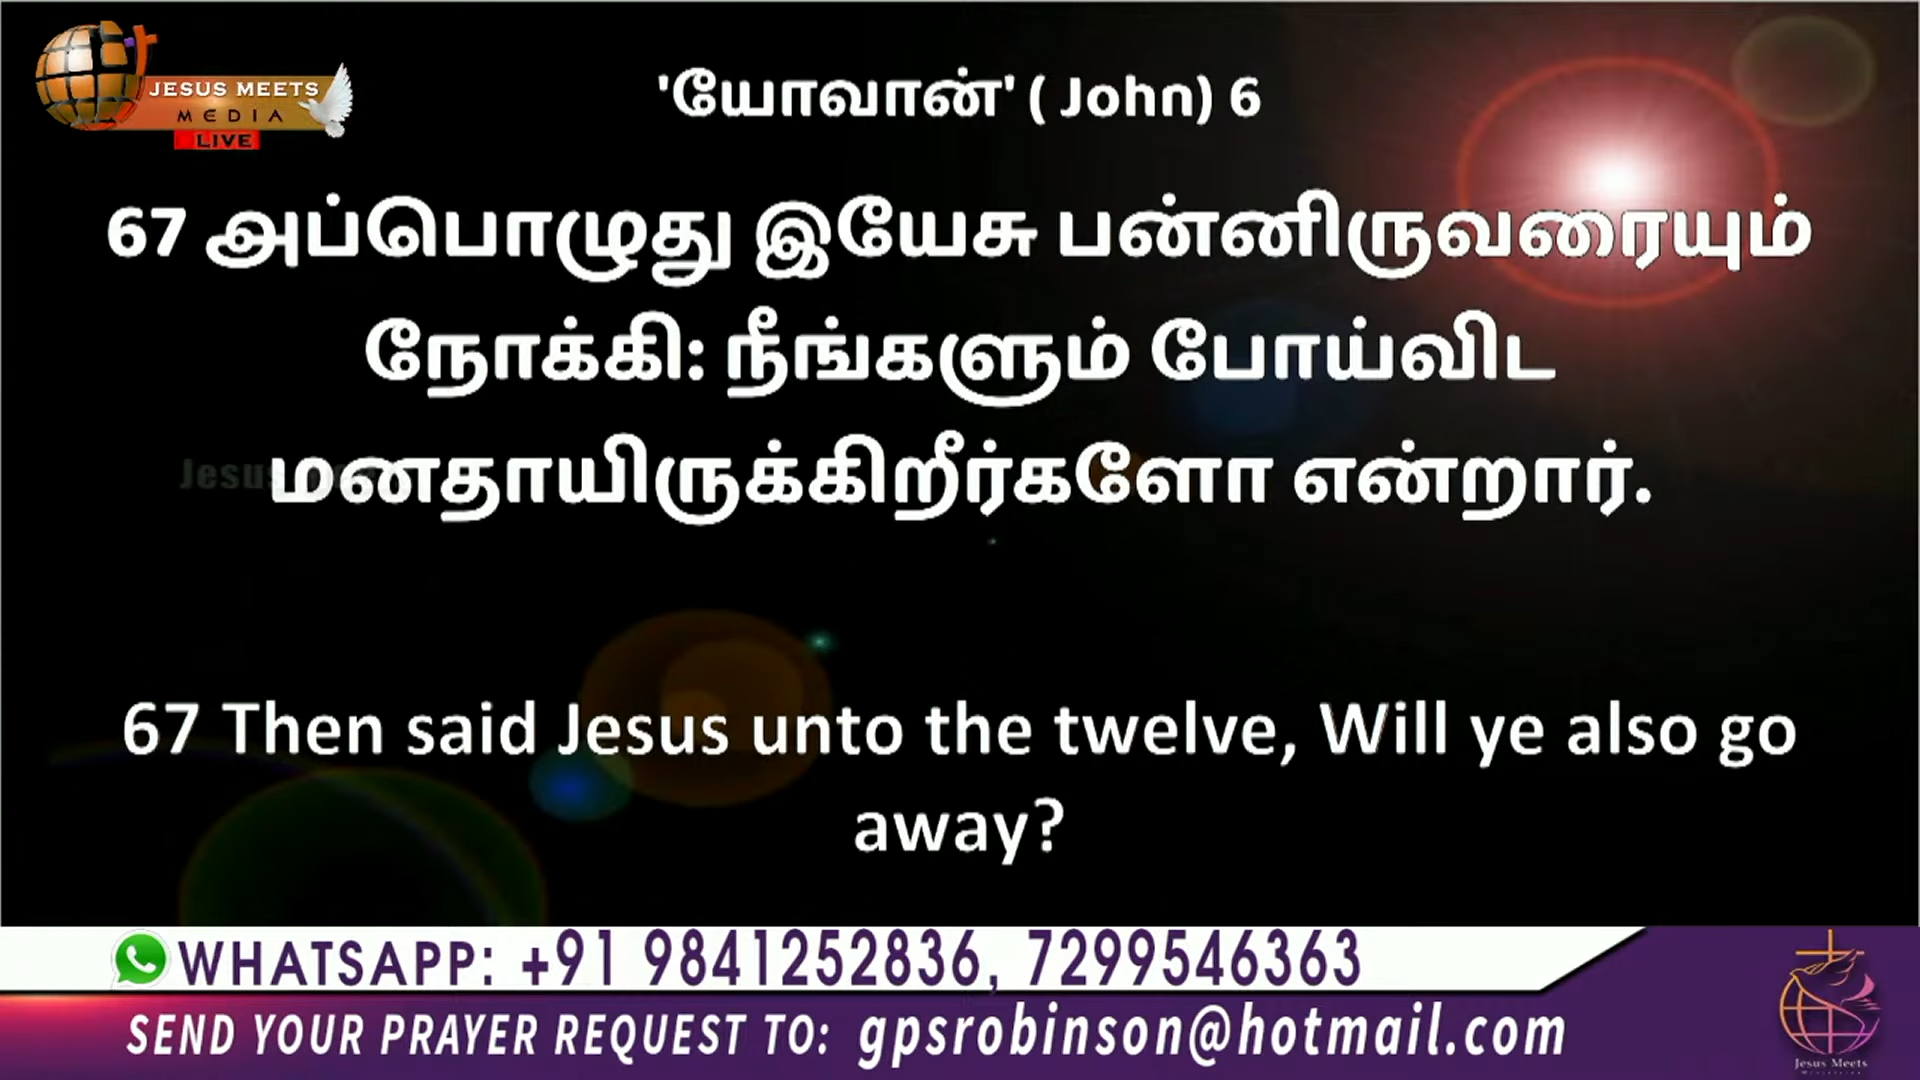 JESUS MEETS
MEDIA
LIVE
'யோவான்' ( John) 6
67 அப்பொழுது இயேசு பன்னிருவரையும்
நோக்கி: நீங்களும் போய்விட
மனதாயிருக்கிறீர்களோ என்றார்.
Jesus
67 Then said Jesus unto the twelve, Will ye also go
away?
WHATSAPP: +91 9841252836, 7299546363
SEND YOUR PRAYER REQUEST TO: gpsrobinson@hotmail.com
Jesus Meets